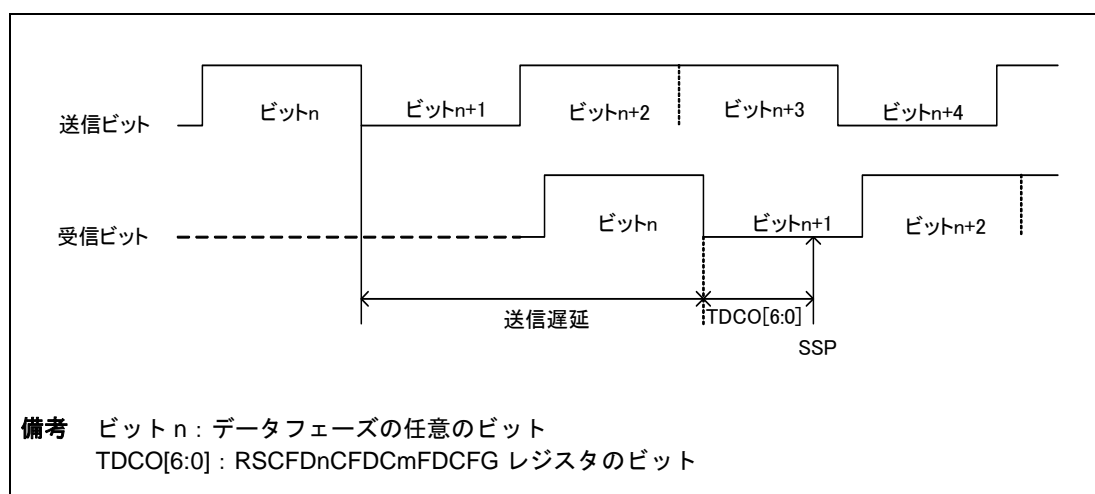 送信ビット ビットn ビットn+1 ビットn+2 ビットn+3 ビットn+4
受信ビット ビットn ビットn+1 ビットn+2
送信遅延 TDCO[6:0]
SSP
備考 ビット n：データフェーズの任意のビット
TDCO[6:0]：RSCFDnCFDCmFDCFG レジスタのビット